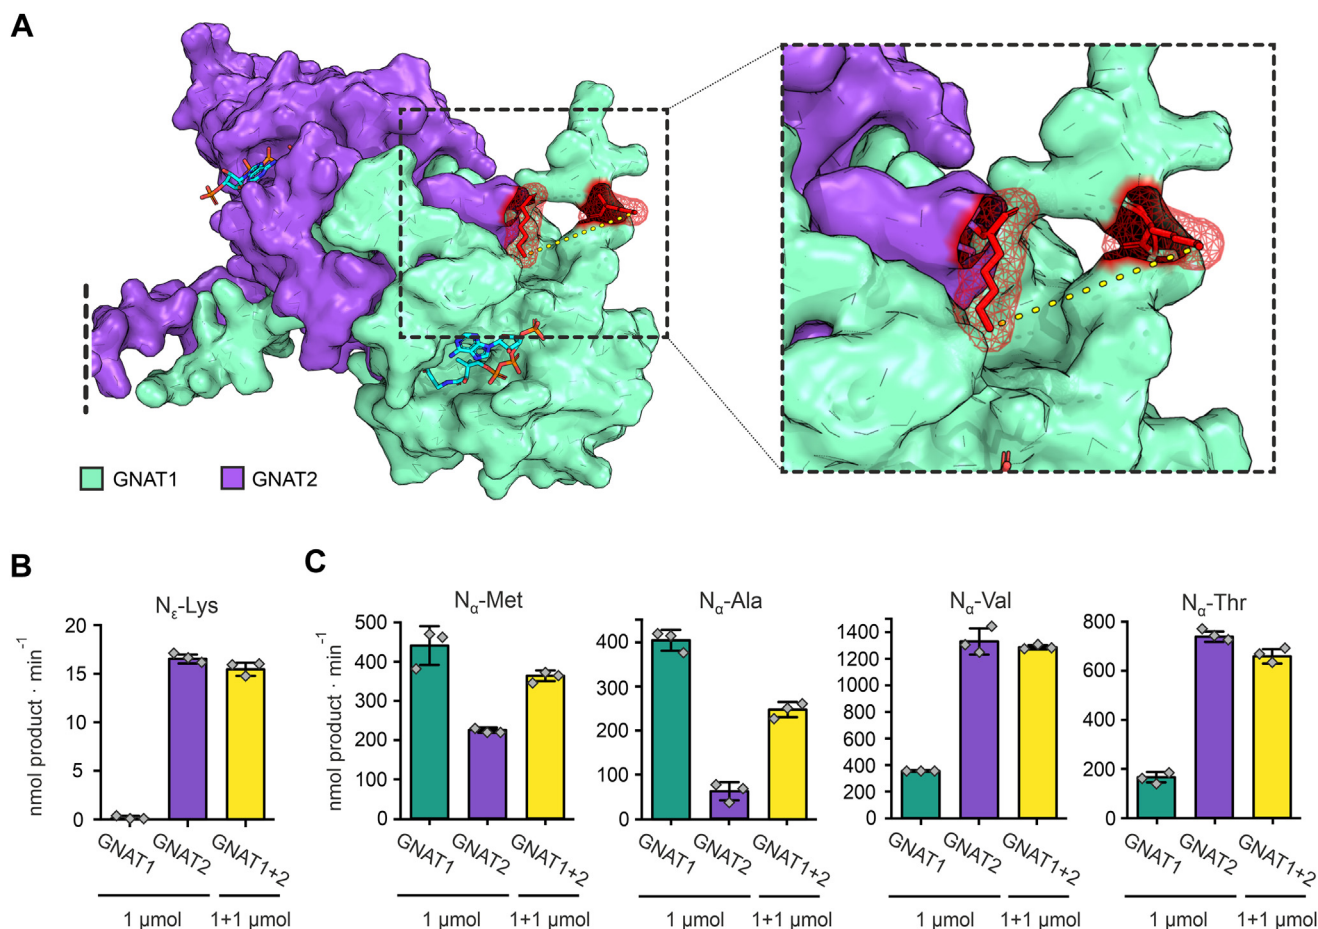 A
GNAT1
GNAT2
B
C
Nε-Lys
Nα-Met
Nα-Ala
Nα-Val
Nα-Thr
nmol product · min⁻¹
20
15
10
5
0
GNAT1
GNAT2
GNAT1+2
1 µmol
1+1 µmol
nmol product · min⁻¹
500
400
300
200
100
0
GNAT1
GNAT2
GNAT1+2
1 µmol
1+1 µmol
400
300
100
0
GNAT1
GNAT2
GNAT1+2
1 µmol
1+1 µmol
1400
1200
1000
800
600
400
200
0
GNAT1
GNAT2
GNAT1+2
1 µmol
1+1 µmol
800
600
400
200
0
GNAT1
GNAT2
GNAT1+2
1 µmol
1+1 µmol